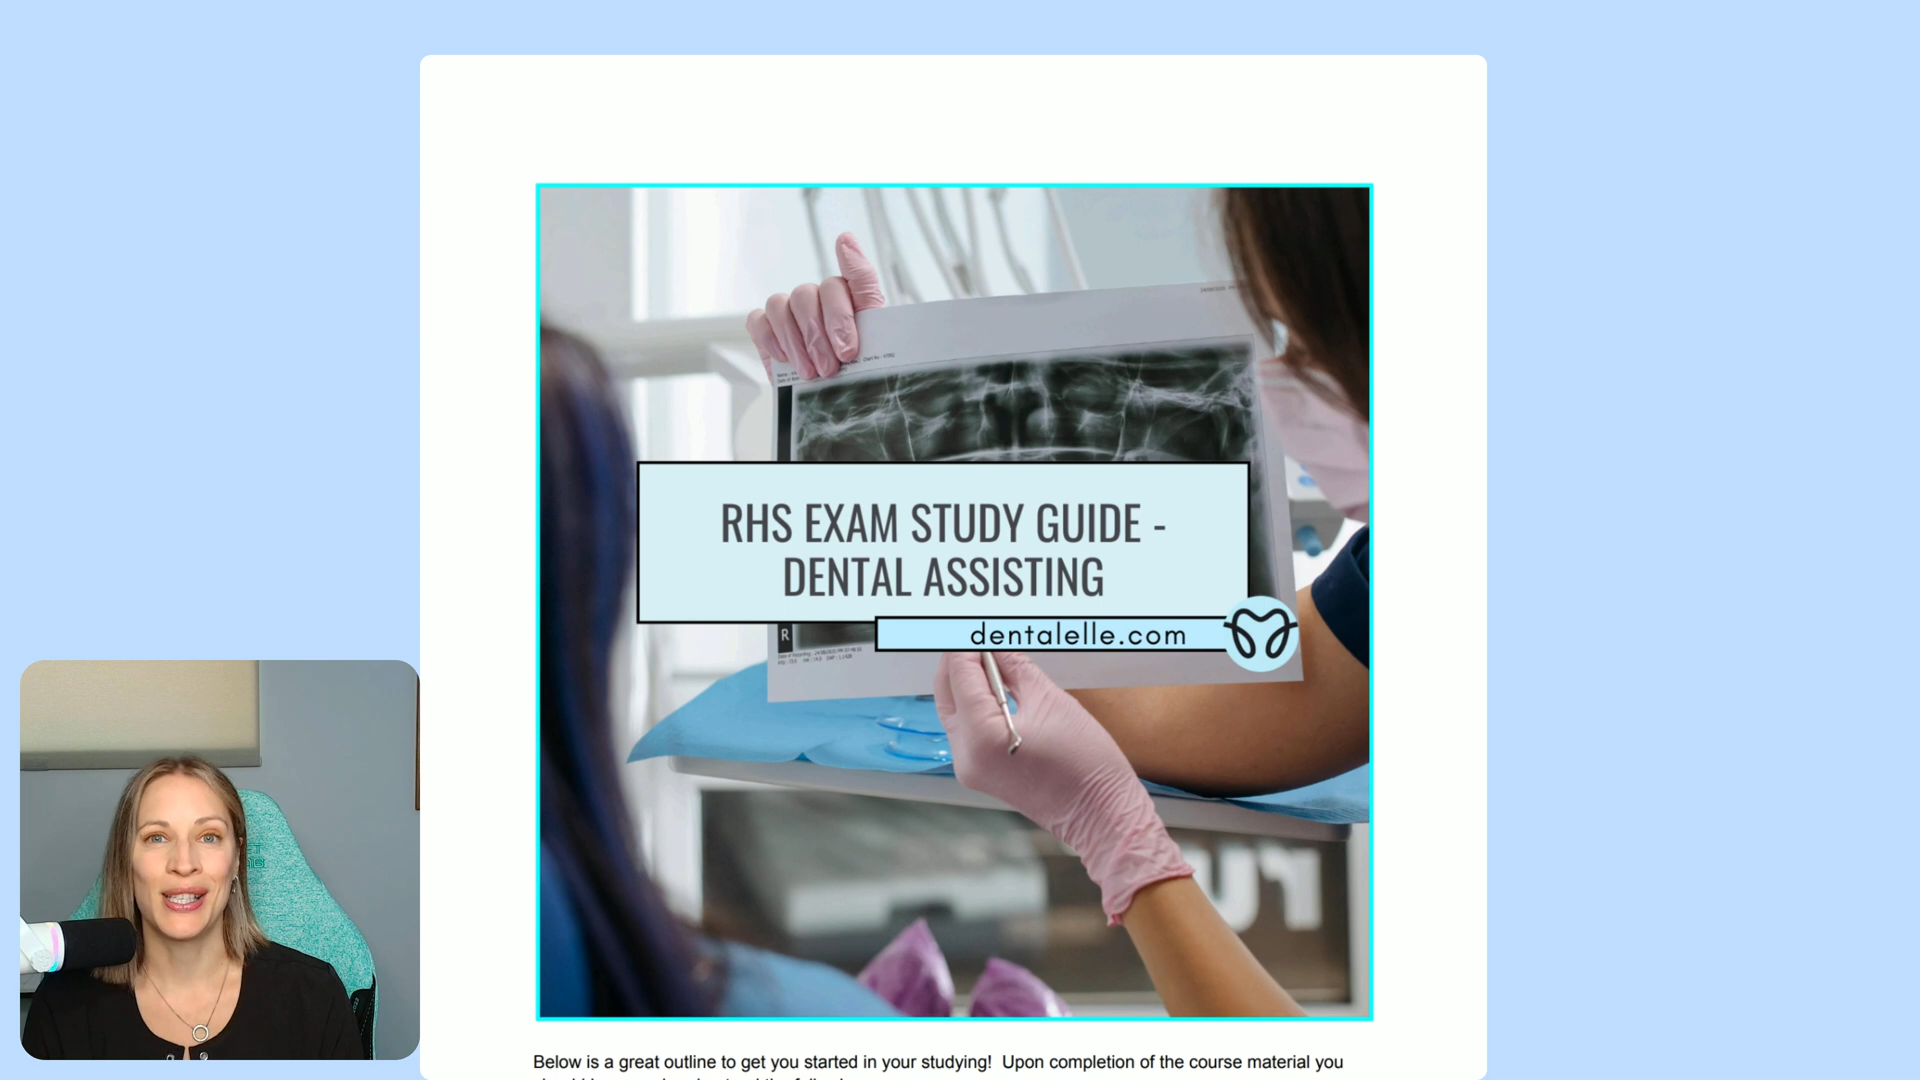 RHS EXAM STUDY GUIDE -
DENTAL ASSISTING
dentalelle.com
R
Below is a great outline to get you started in your studying!  Upon completion of the course material you